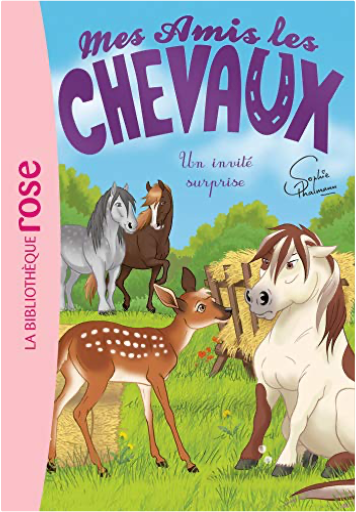 Mes Amis les
CHEVAUX
Un invité
surprise
Sophie
Thalmann
LA BIBLIOTHÈQUE rose